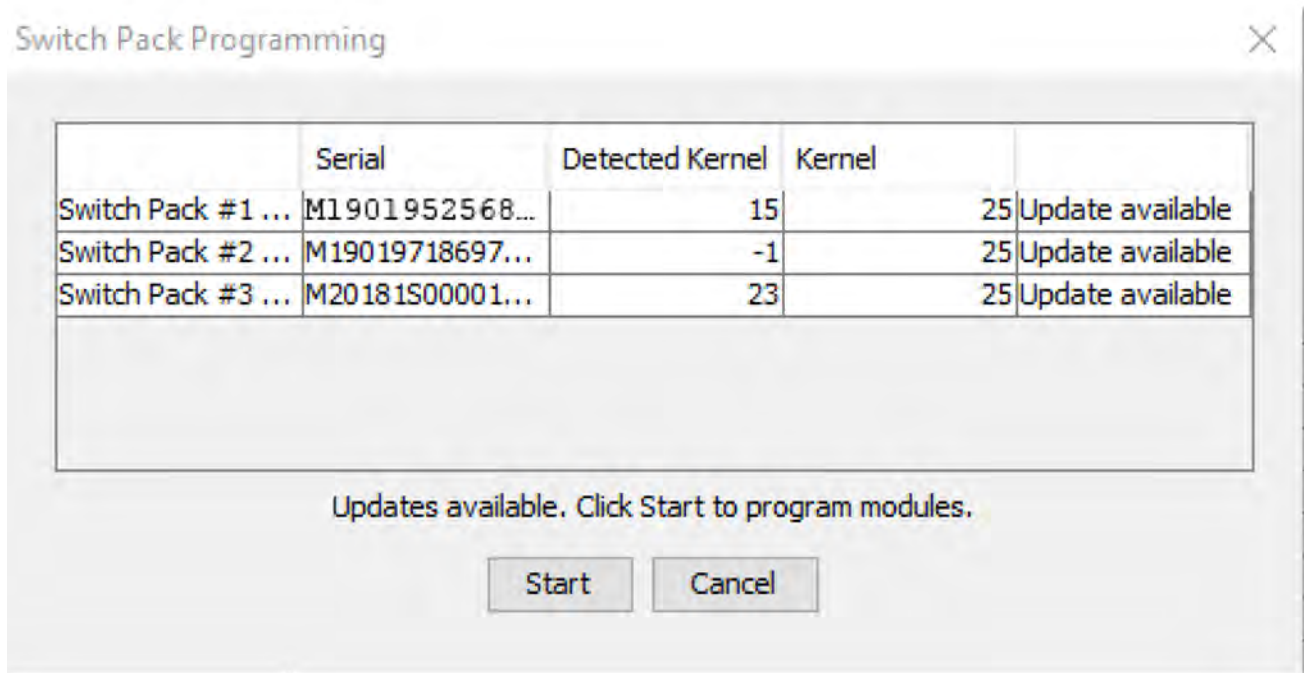 Switch Pack Programming
Serial Detected Kernel Kernel
Switch Pack #1 ... M1901952568... 15 25 Update available
Switch Pack #2 ... M19019718697... -1 25 Update available
Switch Pack #3 ... M20181S00001... 23 25 Update available
Updates available. Click Start to program modules.
Start Cancel